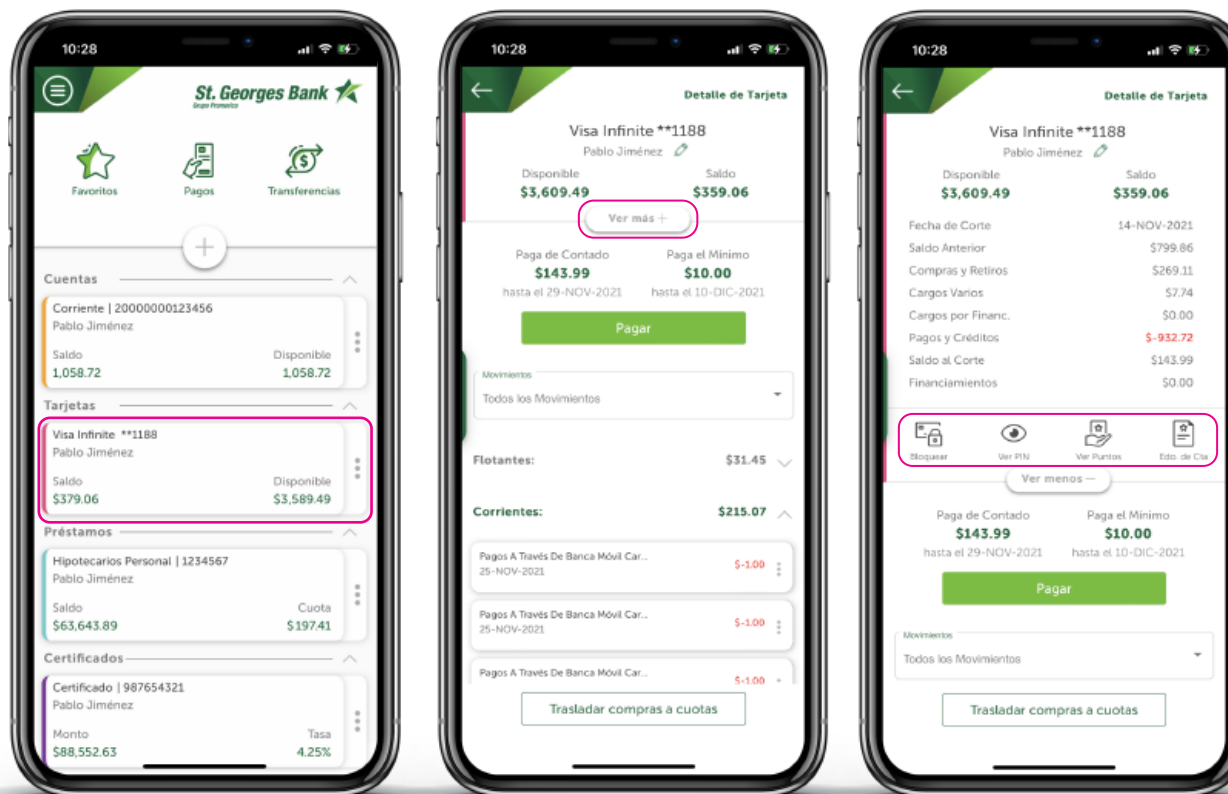 10:28
St. Georges Bank
Grupo Promerica
Favoritos Pagos Transferencias
Cuentas
Corriente | 20000000123456
Pablo Jiménez
Saldo Disponible
1,058.72 1,058.72
Tarjetas
Visa Infinite **1188
Pablo Jiménez
Saldo Disponible
$379.06 $3,589.49
Préstamos
Hipotecarios Personal | 1234567
Pablo Jiménez
Saldo Cuota
$63,643.89 $197.41
Certificados
Certificado | 987654321
Pablo Jiménez
Monto Tasa
$88,552.63 4.25%
10:28
Detalle de Tarjeta
Visa Infinite **1188
Pablo Jiménez
Disponible Saldo
$3,609.49 $359.06
Ver más +
Paga de Contado Paga el Mínimo
$143.99 $10.00
hasta el 29-NOV-2021 hasta el 10-DIC-2021
Pagar
Movimientos
Todos los Movimientos
Flotantes: $31.45
Corrientes: $215.07
Pagos A Través De Banca Móvil Car...
25-NOV-2021 $-1.00
Pagos A Través De Banca Móvil Car...
25-NOV-2021 $-1.00
Pagos A Través De Banca Móvil Car...
$-1.00
Trasladar compras a cuotas
10:28
Detalle de Tarjeta
Visa Infinite **1188
Pablo Jiménez
Disponible Saldo
$3,609.49 $359.06
Fecha de Corte 14-NOV-2021
Saldo Anterior $799.86
Compras y Retiros $269.11
Cargos Varios $7.74
Cargos por Financ. $0.00
Pagos y Créditos $-932.72
Saldo al Corte $143.99
Financiamientos $0.00
Bloquear Ver PIN Ver Puntos Edo. de Cta
Ver menos —
Paga de Contado Paga el Mínimo
$143.99 $10.00
hasta el 29-NOV-2021 hasta el 10-DIC-2021
Pagar
Movimientos
Todos los Movimientos
Trasladar compras a cuotas